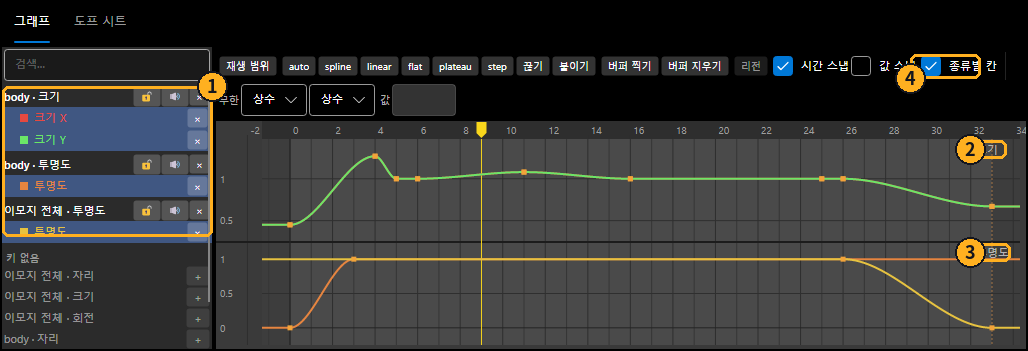 그래프 도프 시트
검색...
재생 범위 auto spline linear flat plateau step 끊기 붙이기 버퍼 찍기 버퍼 지우기 리전 시간 스냅 값 4 종류별 칸
1
body · 크기
무한 상수 상수 값
크기 X
크기 Y
-2 0 2 4 6 8 10 12 14 16 18 20 22 24 26 28 30 32 34
2 기
body · 투명도
1
투명도
이모지 전체 · 투명도
0.5
투명도
3 명도
키 없음
1
이모지 전체 · 자리
이모지 전체 · 크기
0.5
이모지 전체 · 회전
0
body · 자리